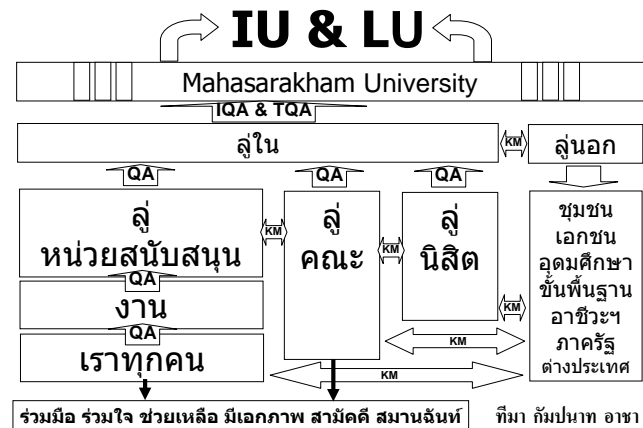 IU & LU
Mahasarakham University
IQA & TQA
ลู่ใน
KM
ลู่นอก
QA
QA
QA
ลู่
หน่วยสนับสนุน
KM
ลู่
คณะ
KM
ลู่
นิสิต
ชุมชน
เอกชน
อุดมศึกษา
ขั้นพื้นฐาน
อาชีวะฯ
ภาครัฐ
ต่างประเทศ
QA
งาน
KM
QA
เราทุกคน
KM
KM
ร่วมมือ ร่วมใจ ช่วยเหลือ มีเอกภาพ สามัคคี สมานฉันท์
ทีมา กัมปนาท อาชา